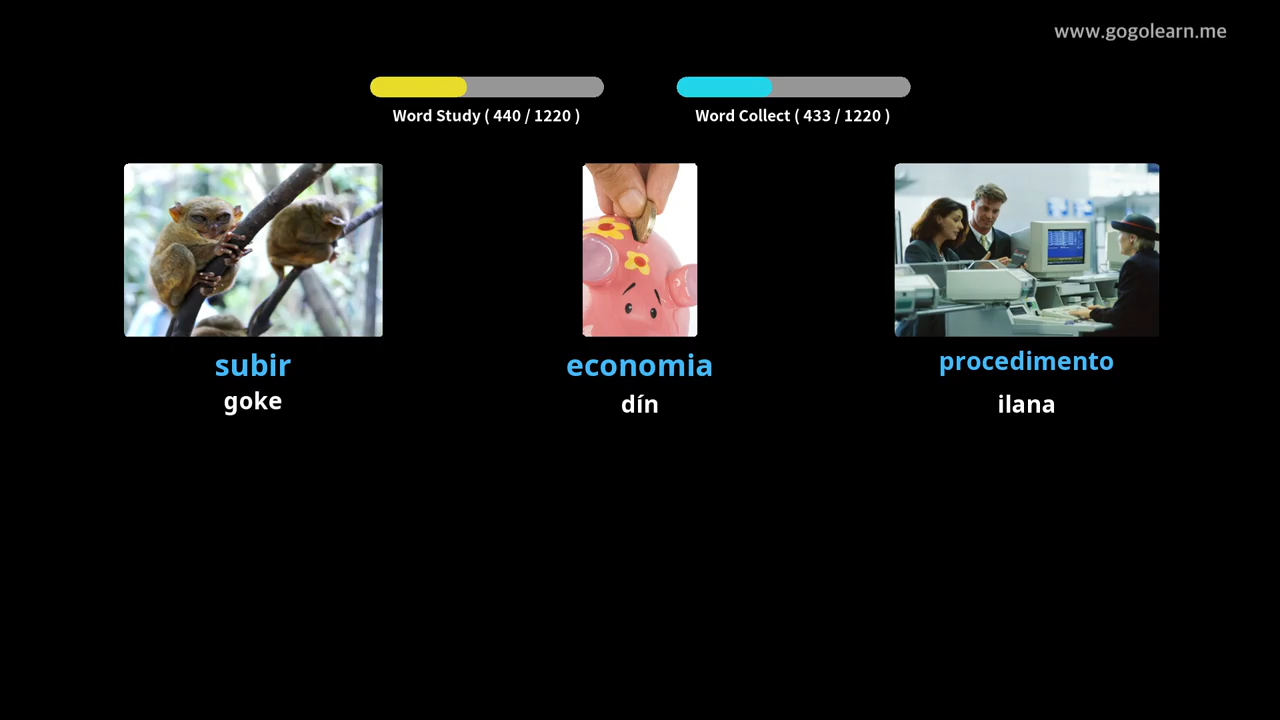 www.gogolearn.me
Word Study ( 440 / 1220 )
Word Collect ( 433 / 1220 )
subir
goke
economia
dín
procedimento
ilana